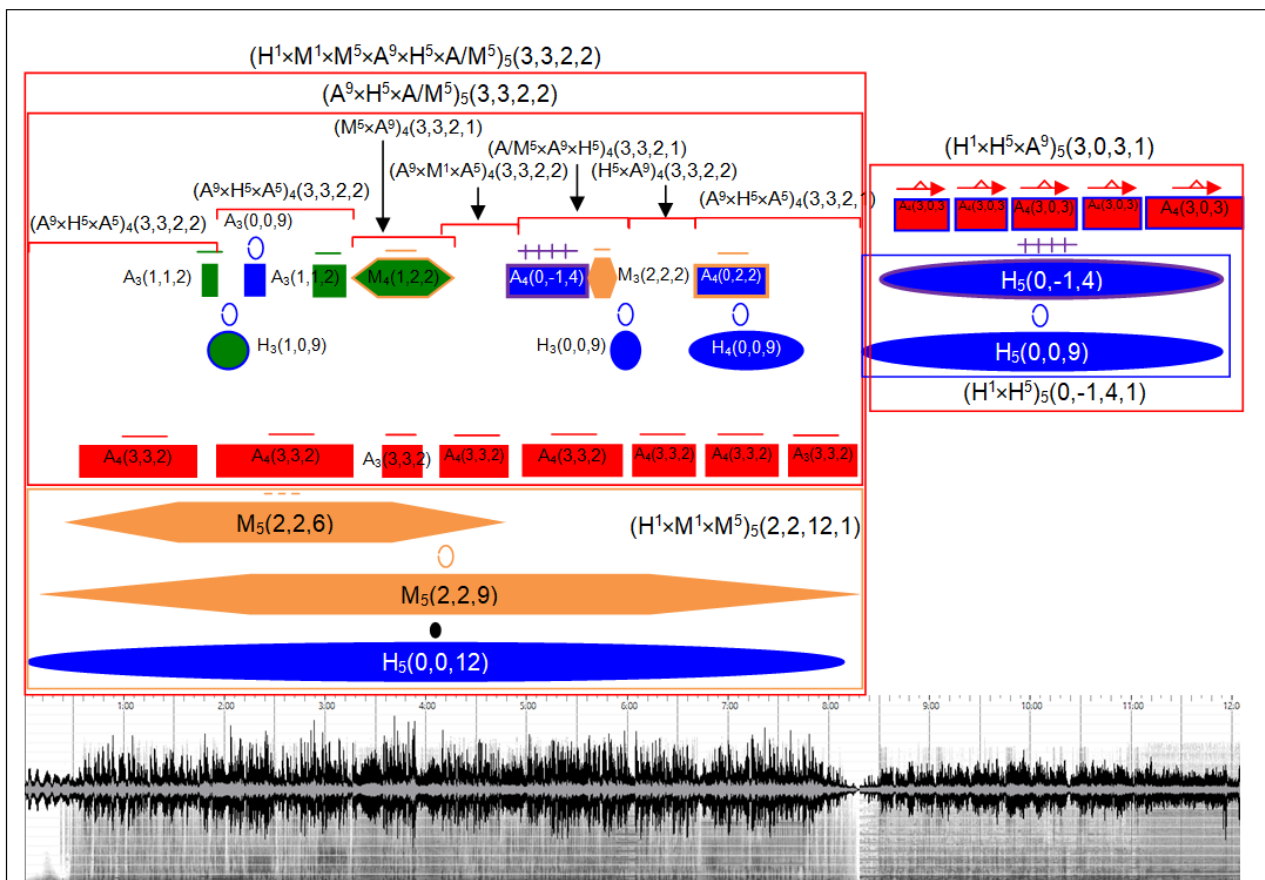 (H¹×M¹×M⁵×A⁹×H⁵×A/M⁵)₅(3,3,2,2)
(A⁹×H⁵×A/M⁵)₅(3,3,2,2)
(M⁵×A⁹)₄(3,3,2,1)
(A/M⁵×A⁹×H⁵)₄(3,3,2,1)
(H¹×H⁵×A⁹)₅(3,0,3,1)
(A⁹×M¹×A⁵)₄(3,3,2,2)
(H⁵×A⁹)₄(3,3,2,2)
(A⁹×H⁵×A⁵)₄(3,3,2,2)
(A⁹×H⁵×A⁵)₄(3,3,2,1)
(A⁹×H⁵×A⁵)₄(3,3,2,2)
A₃(0,0,9)
A₄(3,0,3 A₄(3,0,3 A₄(3,0,3) A₄(3,0,3) A₄(3,0,3)
A₃(1,1,2) A₃(1,1,2) M₄(1,2,2) A₄(0,-1,4) M₃(2,2,2) A₄(0,2,2) H₅(0,-1,4)
H₃(1,0,9) H₃(0,0,9) H₄(0,0,9) H₅(0,0,9)
(H¹×H⁵)₅(0,-1,4,1)
A₄(3,3,2) A₄(3,3,2) A₃(3,3,2) A₄(3,3,2) A₄(3,3,2) A₄(3,3,2) A₄(3,3,2) A₃(3,3,2)
M₅(2,2,6) (H¹×M¹×M⁵)₅(2,2,12,1)
M₅(2,2,9)
H₅(0,0,12)
1:00 2:00 3:00 4:00 5:00 6:00 7:00 8:00 9:00 10:00 11:00 12:0